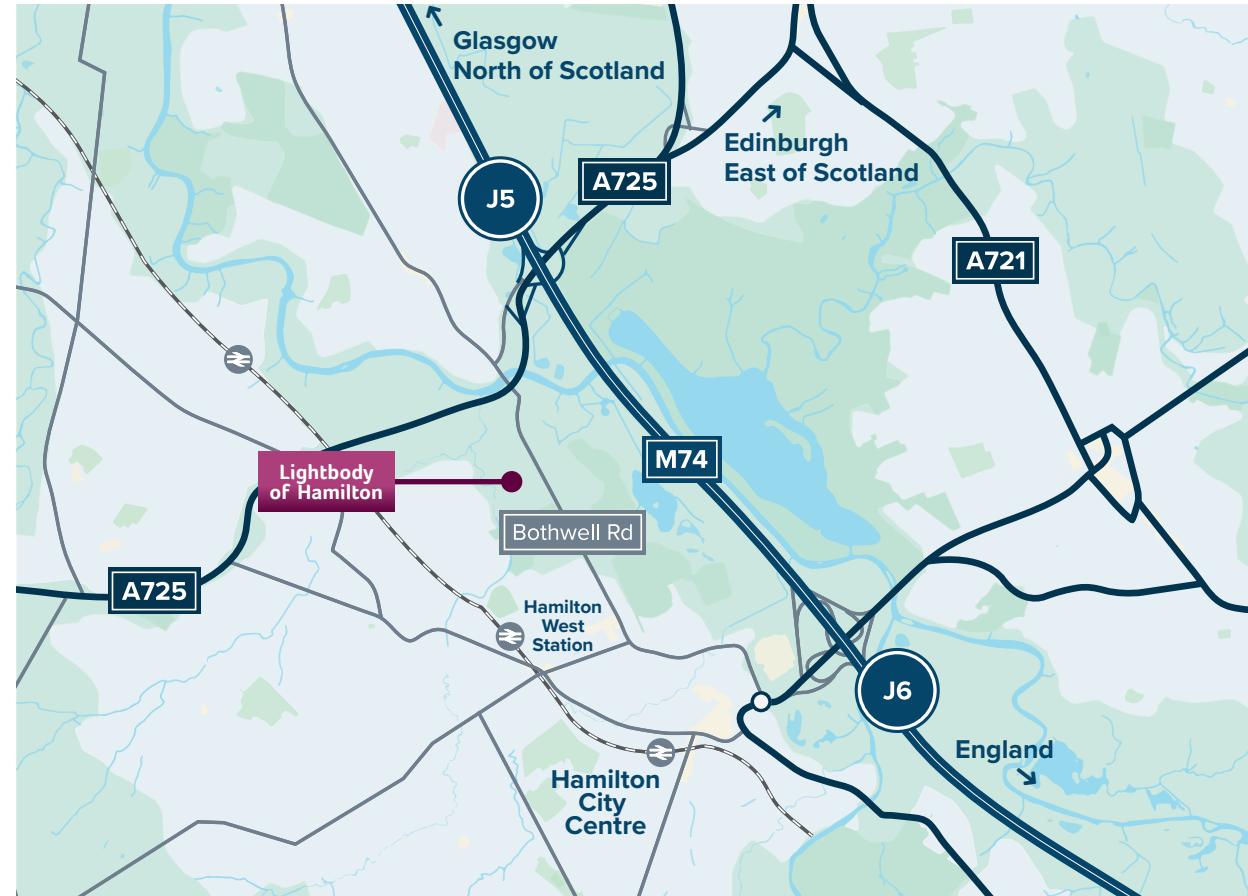 Glasgow
North of Scotland
Edinburgh
East of Scotland
A725
J5
A721
M74
Lightbody
of Hamilton
Bothwell Rd
A725
Hamilton
West
Station
J6
England
Hamilton
City
Centre